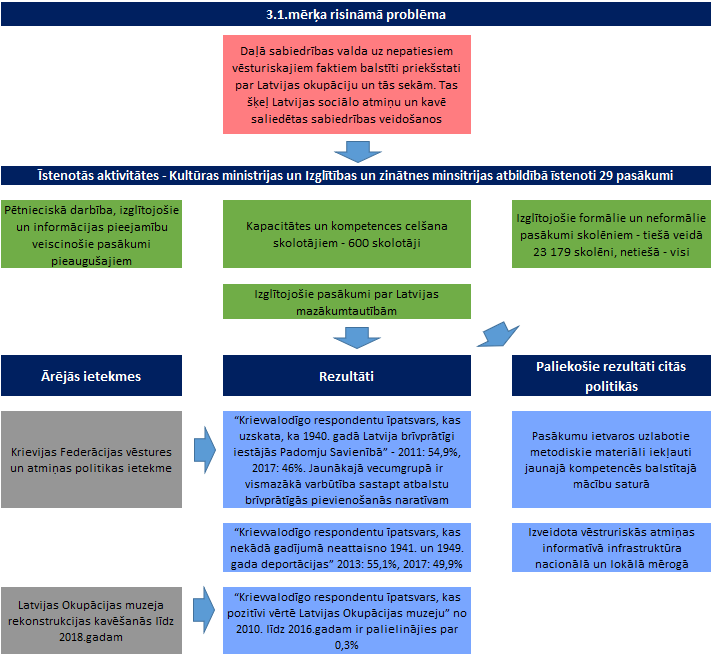 3.1.mērķa risināmā problēma
Daļā sabiedrības valda uz nepatiesiem
vēsturiskajiem faktiem balstīti priekšstati
par Latvijas okupāciju un tās sekām. Tas
šķeļ Latvijas sociālo atmiņu un kavē
saliedētas sabiedrības veidošanos
Īstenotās aktivitātes - Kultūras ministrijas un Izglītības un zinātnes minsitrijas atbildībā īstenoti 29 pasākumi
Pētnieciskā darbība, izglītojošie
un informācijas pieejamību
veiscinošie pasākumi
pieaugušajiem
Kapacitātes un kompetences celšana
skolotājiem - 600 skolotāji
Izglītojošie formālie un neformālie
pasākumi skolēniem - tiešā veidā
23 179 skolēni, netiešā - visi
Izglītojošie pasākumi par Latvijas
mazākumtautībām
Ārējās ietekmes
Rezultāti
Paliekošie rezultāti citās
politikās
Krievijas Federācijas vēstures
un atmiņas politikas ietekme
“Krievvalodīgo respondentu īpatsvars, kas
uzskata, ka 1940. gadā Latvija brīvprātīgi
iestājās Padomju Savienībā” - 2011: 54,9%,
2017: 46%. Jaunākajā vecumgrupā ir
vismazākā varbūtība sastapt atbalstu
brīvprātīgās pievienošanās naratīvam
Pasākumu ietvaros uzlabotie
metodiskie materiāli iekļauti
jaunajā kompetencēs balstītajā
mācību saturā
“Krievvalodīgo respondentu īpatsvars, kas
nekādā gadījumā neattaisno 1941. un 1949.
gada deportācijas” 2013: 55,1%, 2017: 49,9%
Izveidota vēstruriskās atmiņas
informatīvā infrastruktūra
nacionālā un lokālā mērogā
Latvijas Okupācijas muzeja
rekonstrukcijas kavēšanās līdz
2018.gadam
“Krievvalodīgo respondentu īpatsvars, kas
pozitīvi vērtē Latvijas Okupācijas muzeju” no
2010. līdz 2016.gadam ir palielinājies par
0,3%